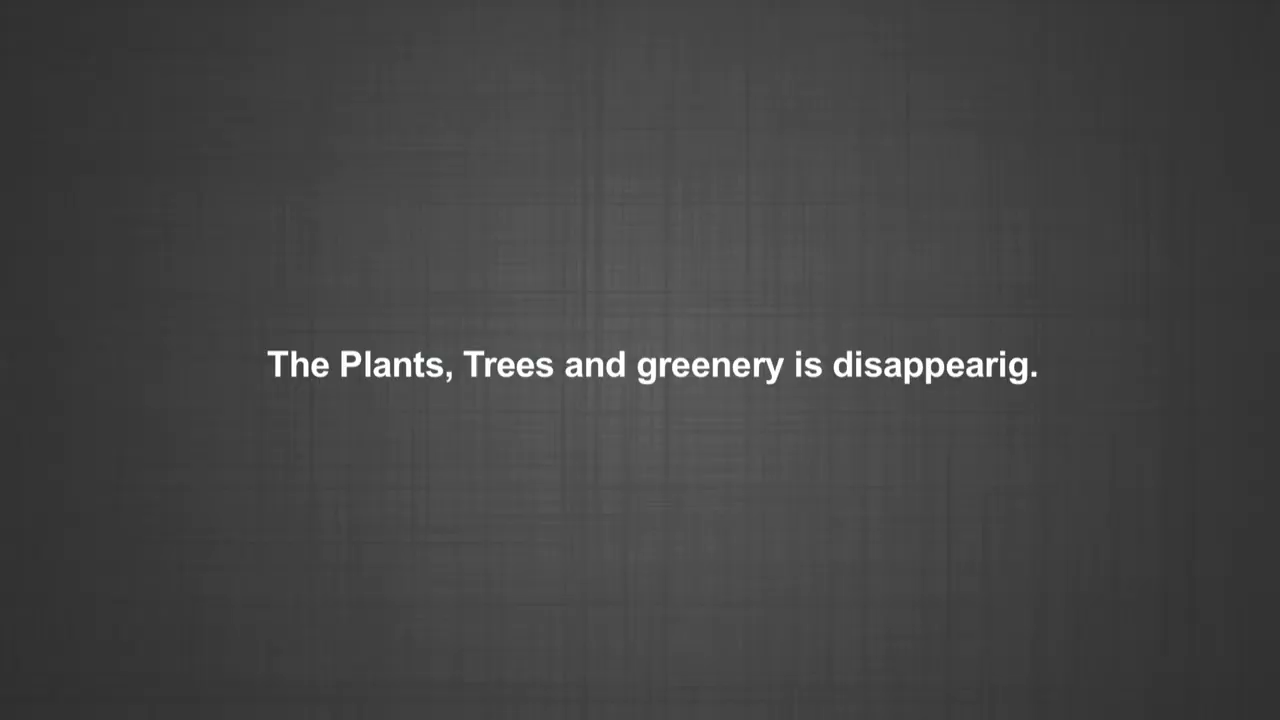 The Plants, Trees and greenery is disappearig.